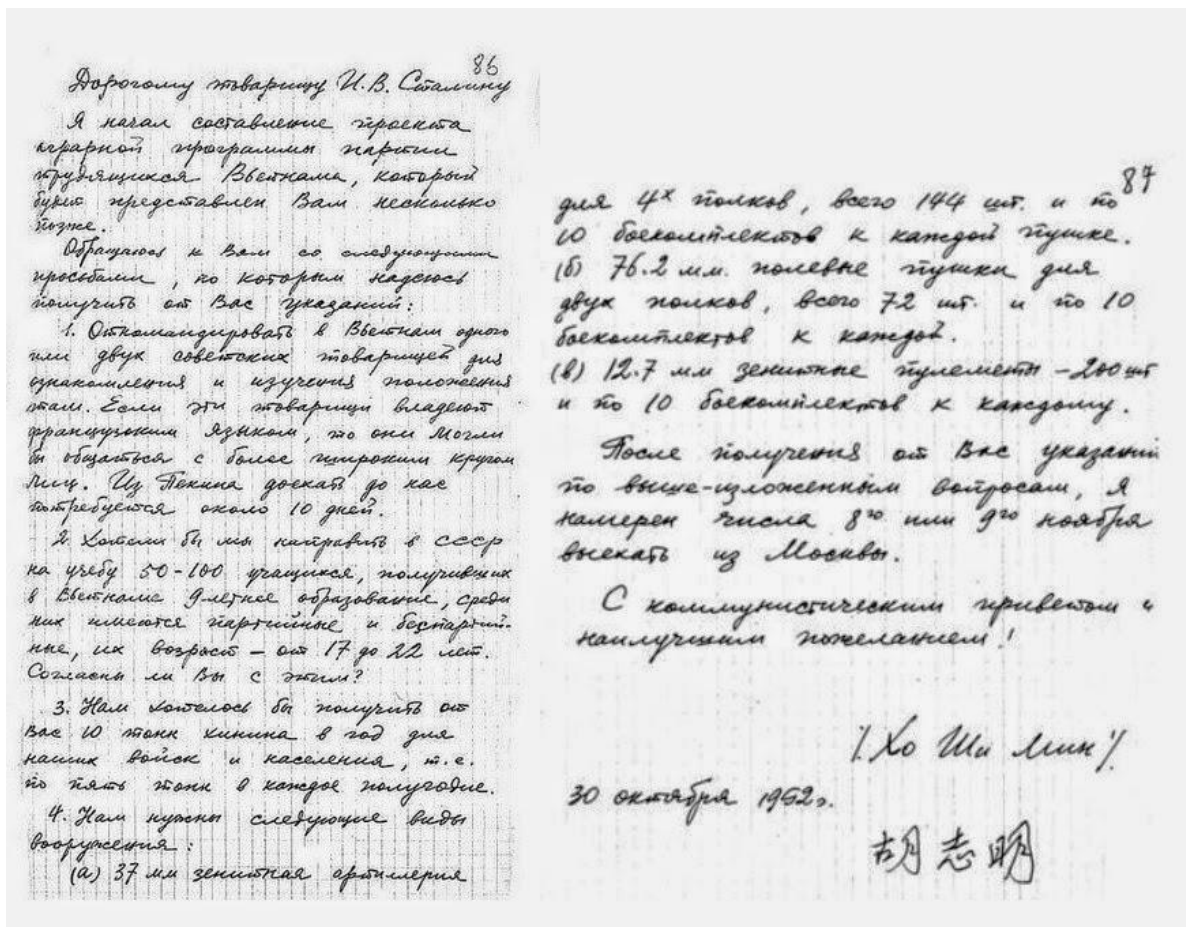 86
Дорогому товарищу И.В. Сталину
Я начал составление проекта
аграрной программы партии
трудящихся Вьетнама, который
будет представлен Вам несколько
позже.
Обращаюсь к Вам со следующими
просьбами, по которым надеюсь
получить от Вас указаний:
1. Откомандировать в Вьетнам одного
или двух советских товарищей для
ознакомления и изучения положения
там. Если эти товарищи владеют
французским языком, то они могли
бы общаться с более широким кругом
лиц. Из Пекина доехать до нас
потребуется около 10 дней.
2. Хотели бы мы направить в СССР
на учебу 50-100 учащихся, получивших
в Вьетнаме 9летнее образование, среди
них имеются партийные и беспартий-
ные, их возраст – от 17 до 22 лет.
Согласны ли Вы с этим?
3. Нам хотелось бы получить от
Вас 10 тонн хинина в год для
наших войск и населения, т.е.
по пять тонн в каждое полугодие.
4. Нам нужны следующие виды
вооружения:
(а) 37 мм зенитная артиллерия
87
для 4х полков, всего 144 шт. и по
10 боекомплектов к каждой пушке.
(б) 76.2 мм. полевые пушки для
двух полков, всего 72 шт. и по 10
боекомплектов к каждой.
(в) 12.7 мм зенитные пулеметы – 200 шт
и по 10 боекомплектов к каждому.
После получения от Вас указаний
по выше-изложенным вопросам, я
намерен числа 8го или 9го ноября
выехать из Москвы.
С коммунистическим приветом и
наилучшим пожеланием!
/Хо Ши Мин/
30 октября 1952г.
胡志明